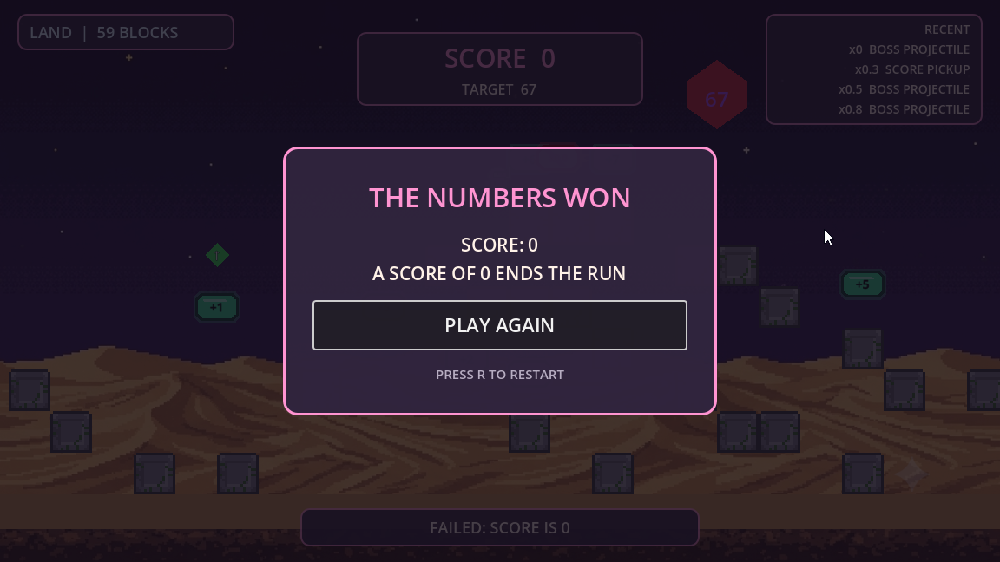 LAND | 59 BLOCKS
SCORE 0
TARGET 67
67
RECENT
x0 BOSS PROJECTILE
x0.3 SCORE PICKUP
x0.5 BOSS PROJECTILE
x0.8 BOSS PROJECTILE
THE NUMBERS WON
SCORE: 0
A SCORE OF 0 ENDS THE RUN
PLAY AGAIN
PRESS R TO RESTART
+1
+5
FAILED: SCORE IS 0